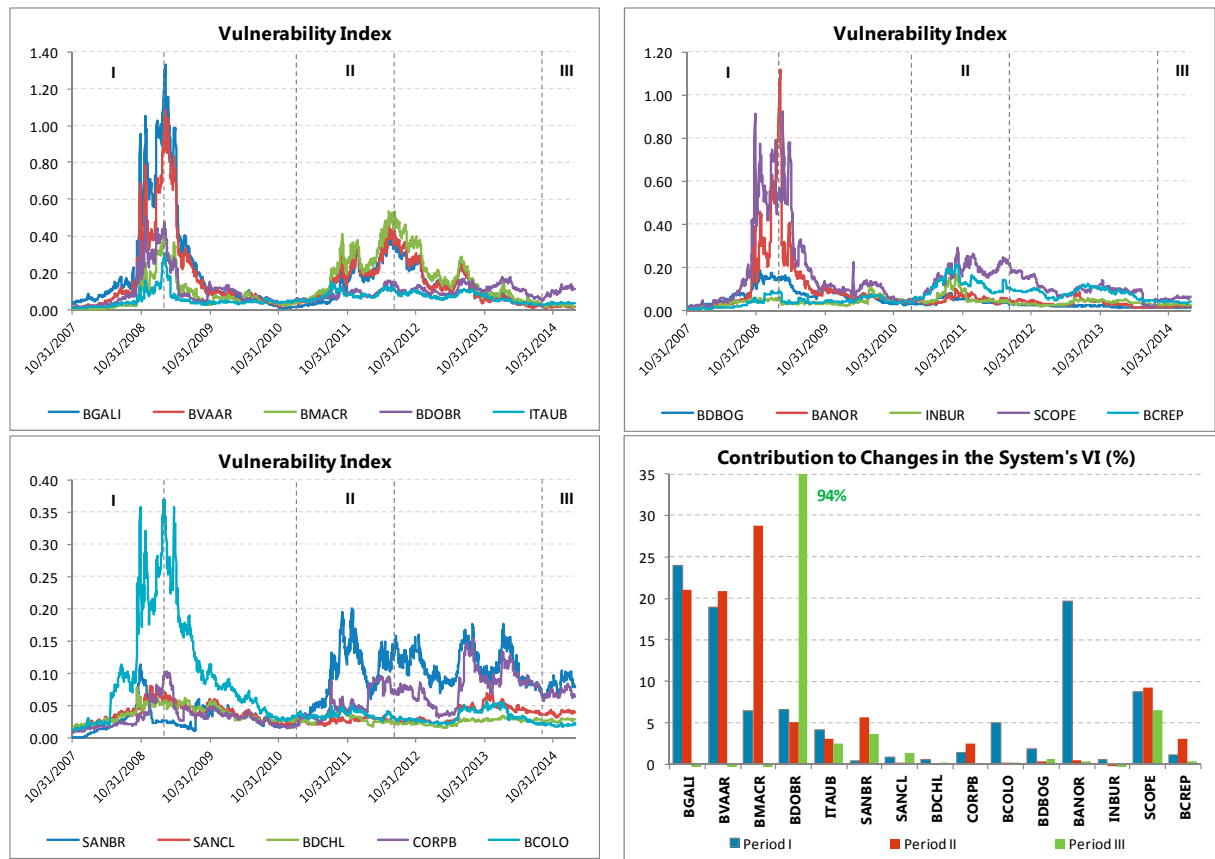 Vulnerability Index
1.40
1.20
1.00
0.80
0.60
0.40
0.20
0.00
I
II
III
10/31/2007
10/31/2008
10/31/2009
10/31/2010
10/31/2011
10/31/2012
10/31/2013
10/31/2014
BGALI BVAAR BMACR BDOBR ITAUB
Vulnerability Index
1.20
1.00
0.80
0.60
0.40
0.20
0.00
I
II
III
10/31/2007
10/31/2008
10/31/2009
10/31/2010
10/31/2011
10/31/2012
10/31/2013
10/31/2014
BDBOG BANOR INBUR SCOPE BCREP
Vulnerability Index
0.40
0.35
0.30
0.25
0.20
0.15
0.10
0.05
0.00
I
II
III
10/31/2007
10/31/2008
10/31/2009
10/31/2010
10/31/2011
10/31/2012
10/31/2013
10/31/2014
SANBR SANCL BDCHL CORPB BCOLO
Contribution to Changes in the System's VI (%)
35
30
25
20
15
10
5
0
94%
BGALI
BVAAR
BMACR
BDOBR
ITAUB
SANBR
SANCL
BDCHL
CORPB
BCOLO
BDBOG
BANOR
INBUR
SCOPE
BCREP
Period I Period II Period III